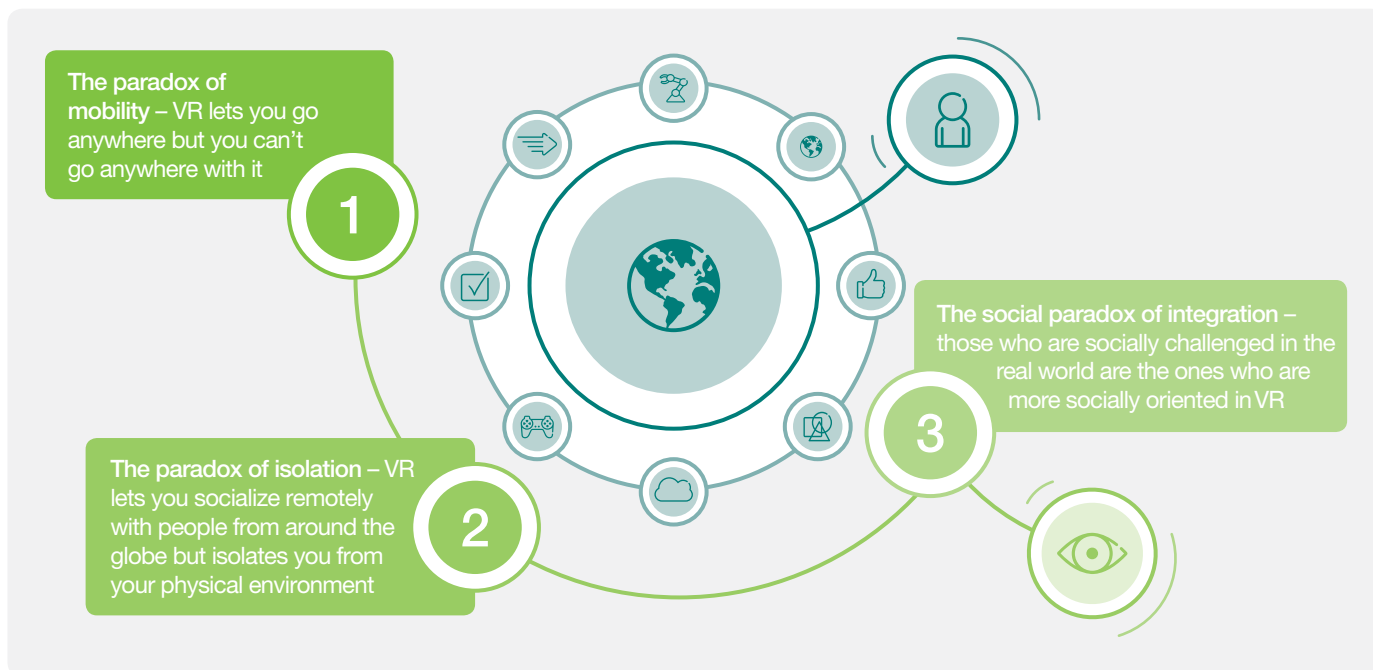 The paradox of
mobility – VR lets you go
anywhere but you can’t
go anywhere with it
1
The paradox of isolation – VR
lets you socialize remotely
with people from around the
globe but isolates you from
your physical environment
2
The social paradox of integration –
those who are socially challenged in the
real world are the ones who are
more socially oriented in VR
3